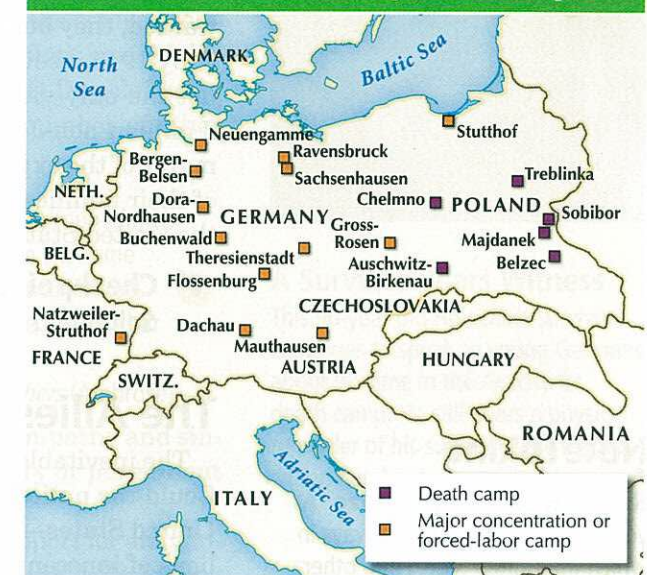 North
Sea
DENMARK
Baltic Sea
Neuengamme
Stutthof
Ravensbruck
Bergen-
Belsen
Sachsenhausen
Treblinka
NETH.
Dora-
Nordhausen
Chelmno
POLAND
Sobibor
GERMANY
Buchenwald
Gross-
Rosen
Majdanek
BELG.
Theresienstadt
Belzec
Flossenburg
Auschwitz-
Birkenau
CZECHOSLOVAKIA
Natzweiler-
Struthof
Dachau
Mauthausen
FRANCE
AUSTRIA
HUNGARY
SWITZ.
ROMANIA
Adriatic Sea
ITALY
Death camp
Major concentration or
forced-labor camp